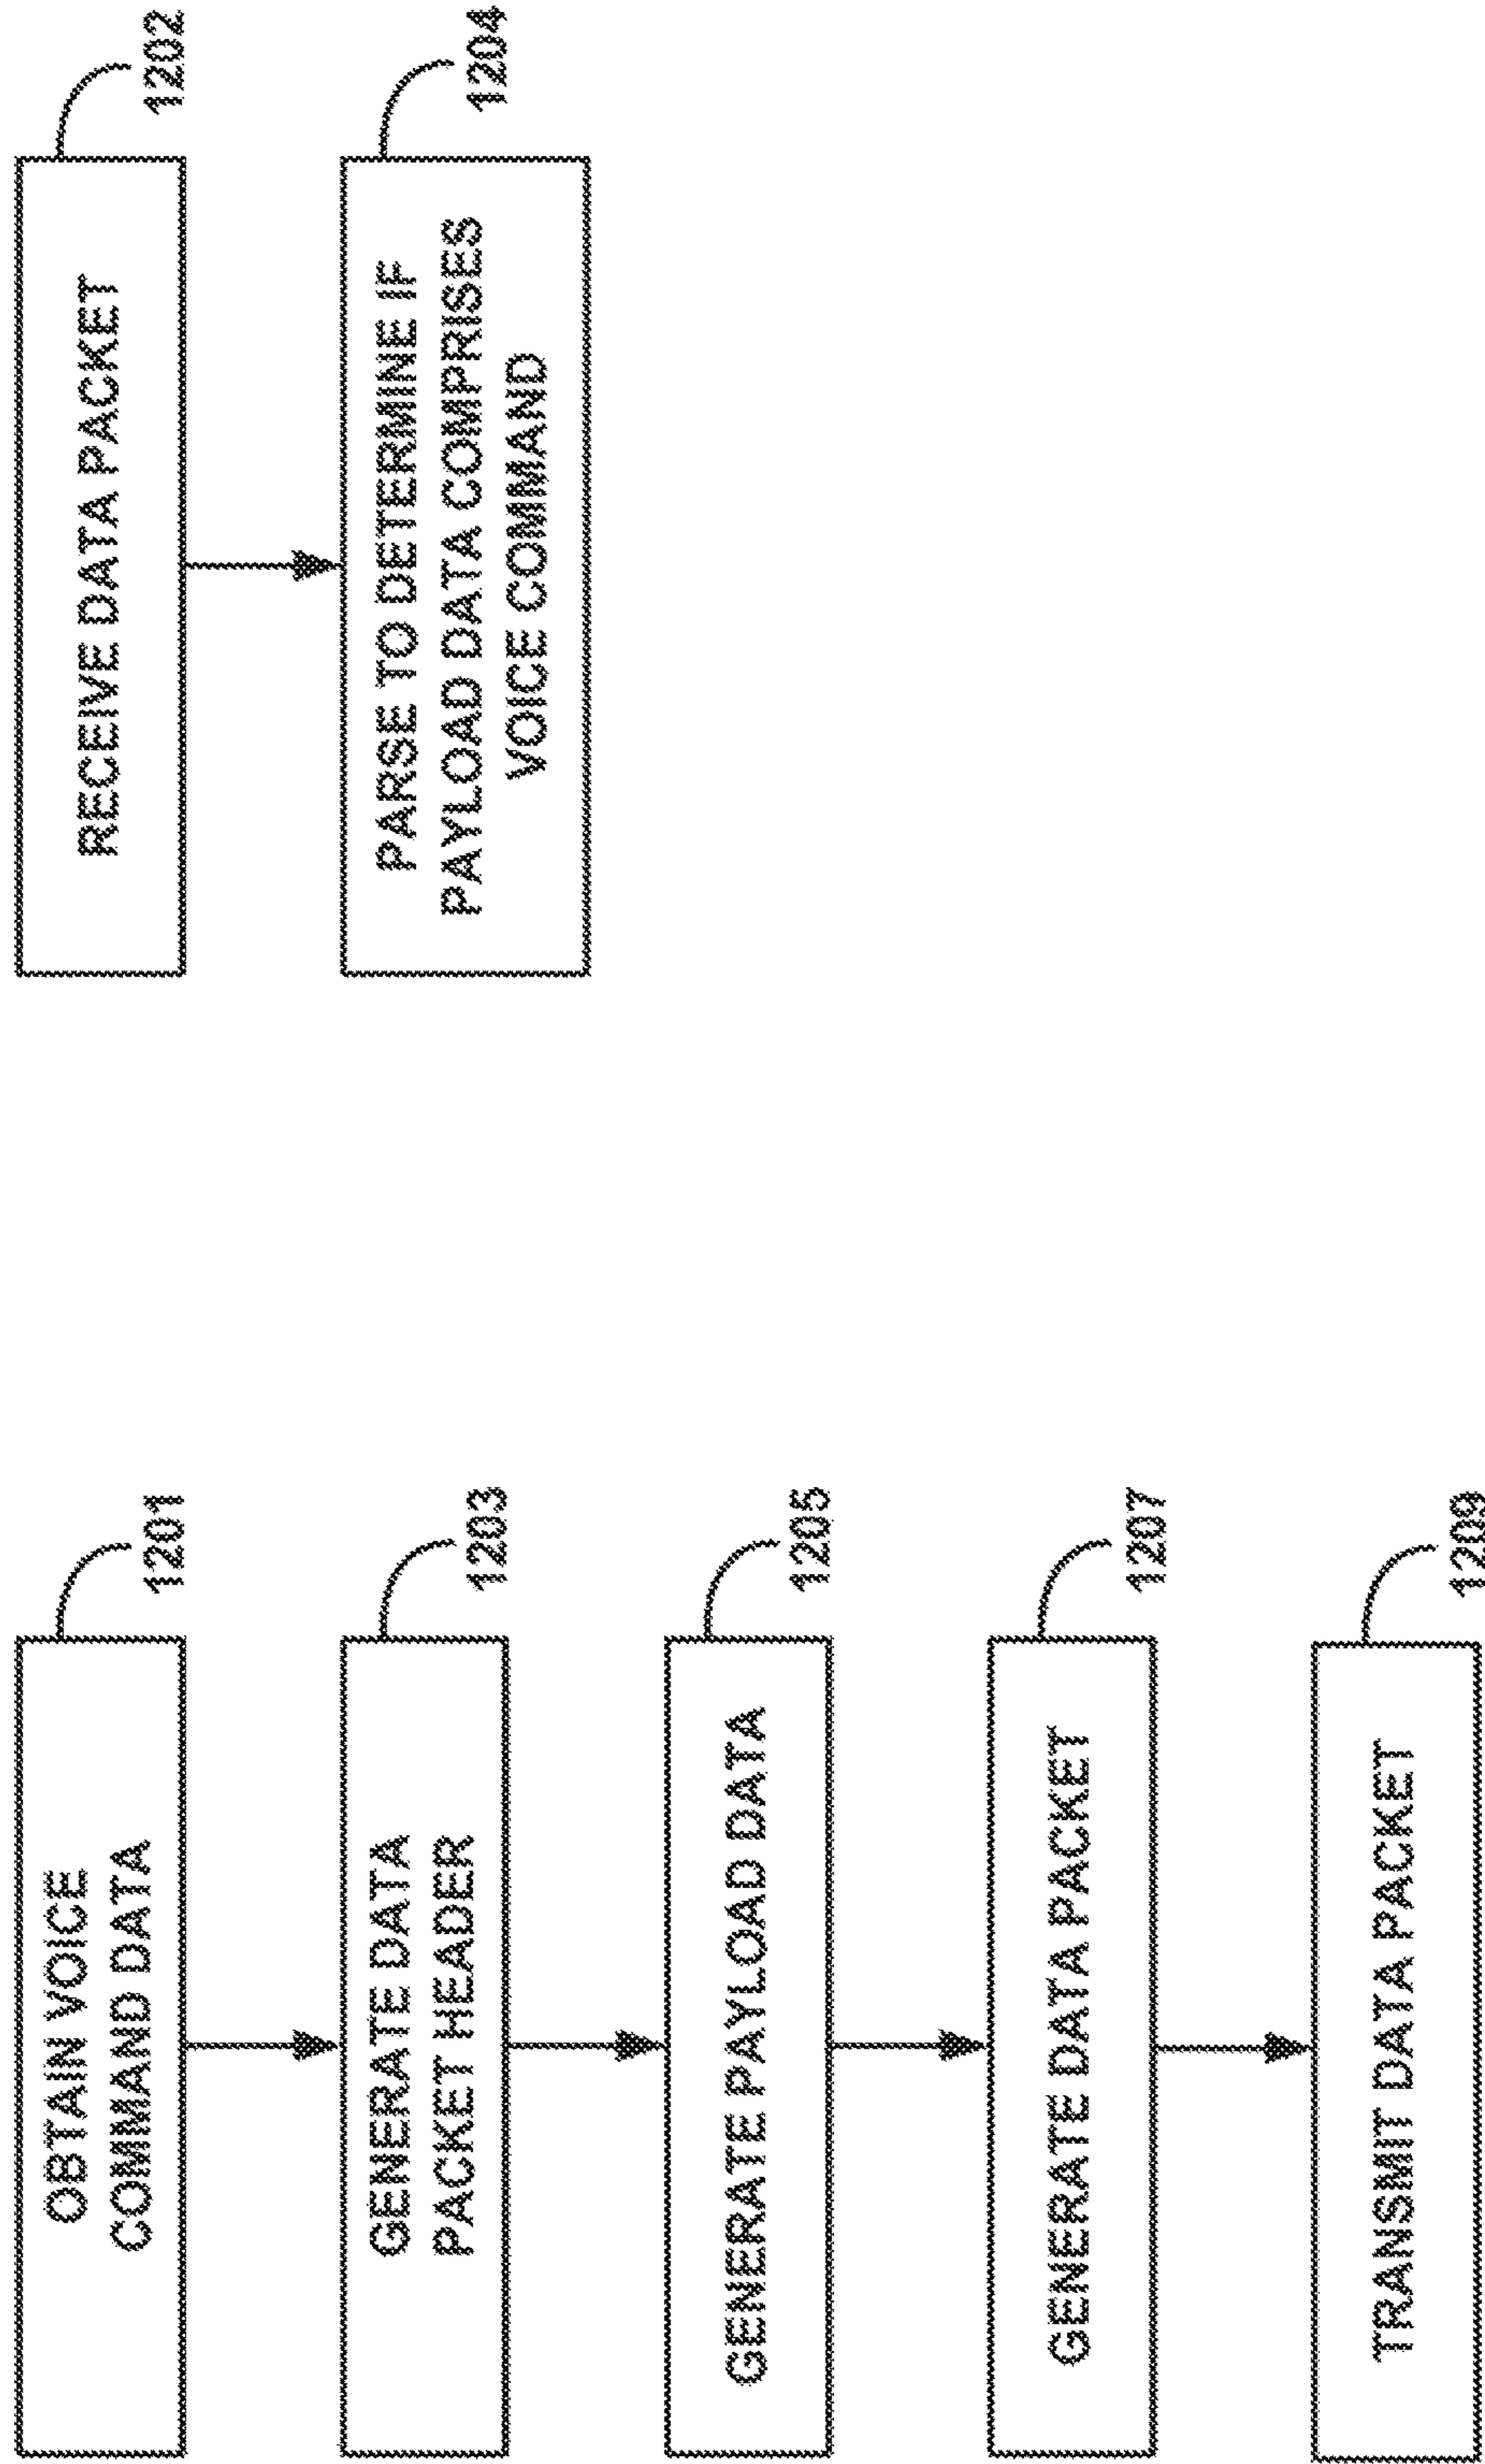 OBTAIN VOICE
COMMAND DATA
1201
GENERATE DATA
PACKET HEADER
1203
GENERATE PAYLOAD DATA
1205
GENERATE DATA PACKET
1207
TRANSMIT DATA PACKET
1209
RECEIVE DATA PACKET
1202
PARSE TO DETERMINE IF
PAYLOAD DATA COMPRISES
VOICE COMMAND
1204